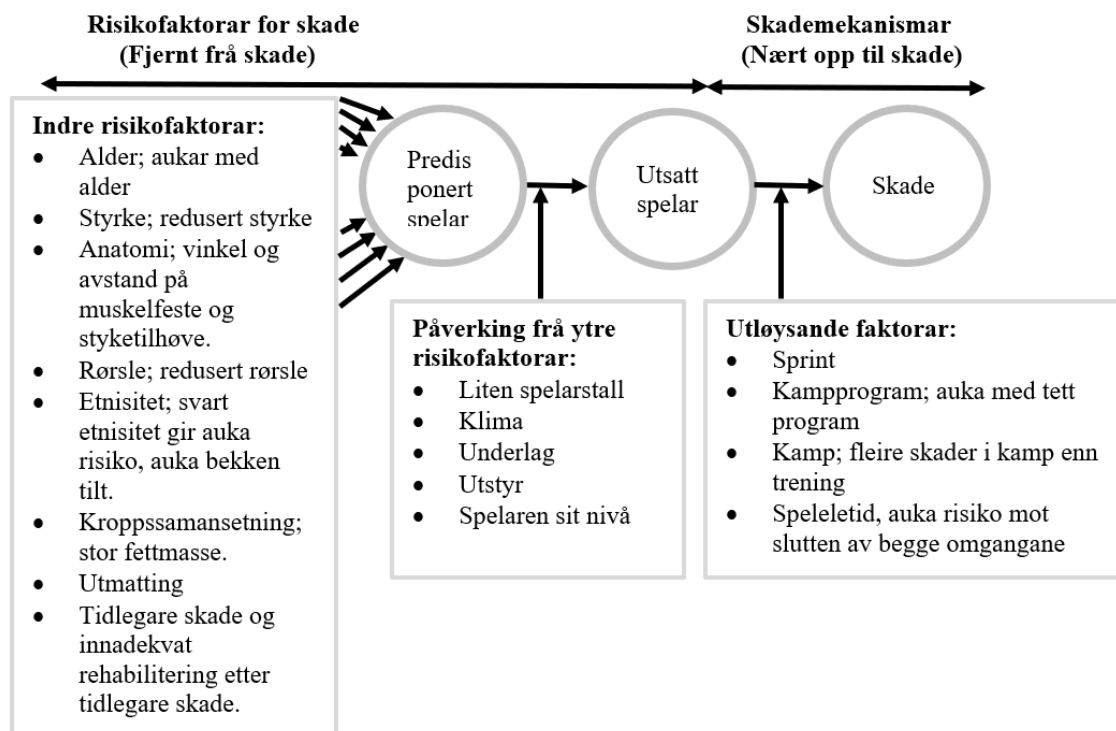 Risikofaktorar for skade
(Fjernt frå skade)
Skademekanismar
(Nært opp til skade)
Indre risikofaktorar:
• Alder; aukar med
alder
• Styrke; redusert styrke
• Anatomi; vinkel og
avstand på
muskelfeste og
styketilhøve.
• Rørsle; redusert rørsle
• Etnisitet; svart
etnisitet gir auka
risiko, auka bekken
tilt.
• Kroppssamansetning;
stor fettmasse.
• Utmatting
• Tidlegare skade og
innadekvat
rehabilitering etter
tidlegare skade.
Predis
ponert
spelar
Utsatt
spelar
Skade
Påverking frå ytre
risikofaktorar:
• Liten spelarstall
• Klima
• Underlag
• Utstyr
• Spelaren sit nivå
Utløysande faktorar:
• Sprint
• Kampprogram; auka med tett
program
• Kamp; fleire skader i kamp enn
trening
• Speletid, auka risiko mot
slutten av begge omgangane